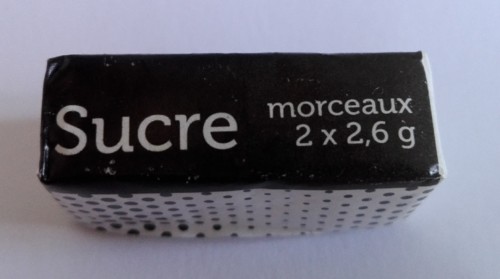 Sucre
morceaux
2 x 2,6 g